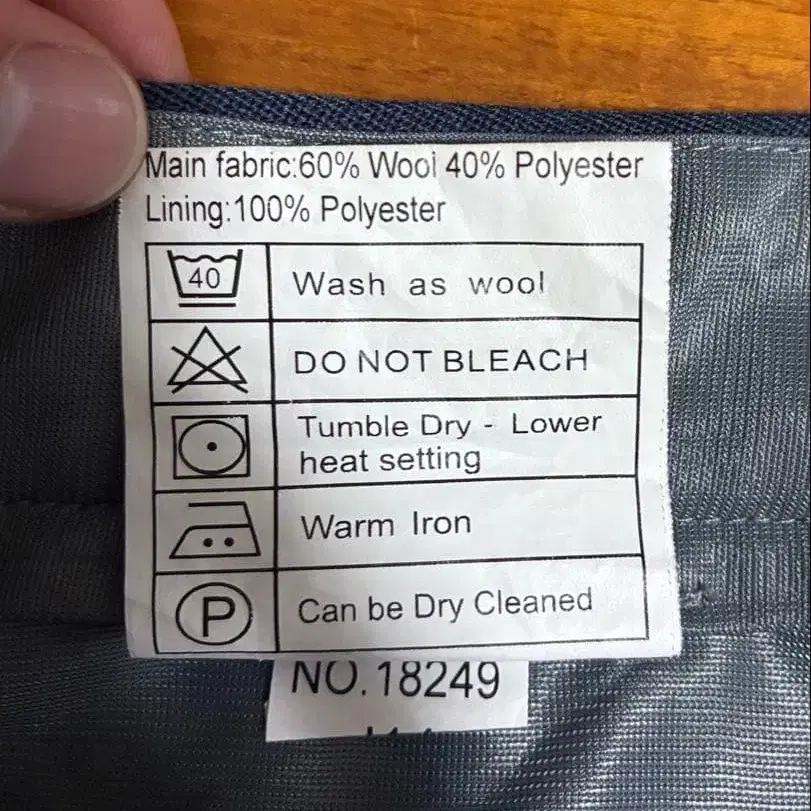 Main fabric:60% Wool 40% Polyester
Lining:100% Polyester
40 Wash as wool
DO NOT BLEACH
Tumble Dry - Lower
heat setting
Warm Iron
P Can be Dry Cleaned
NO.18249